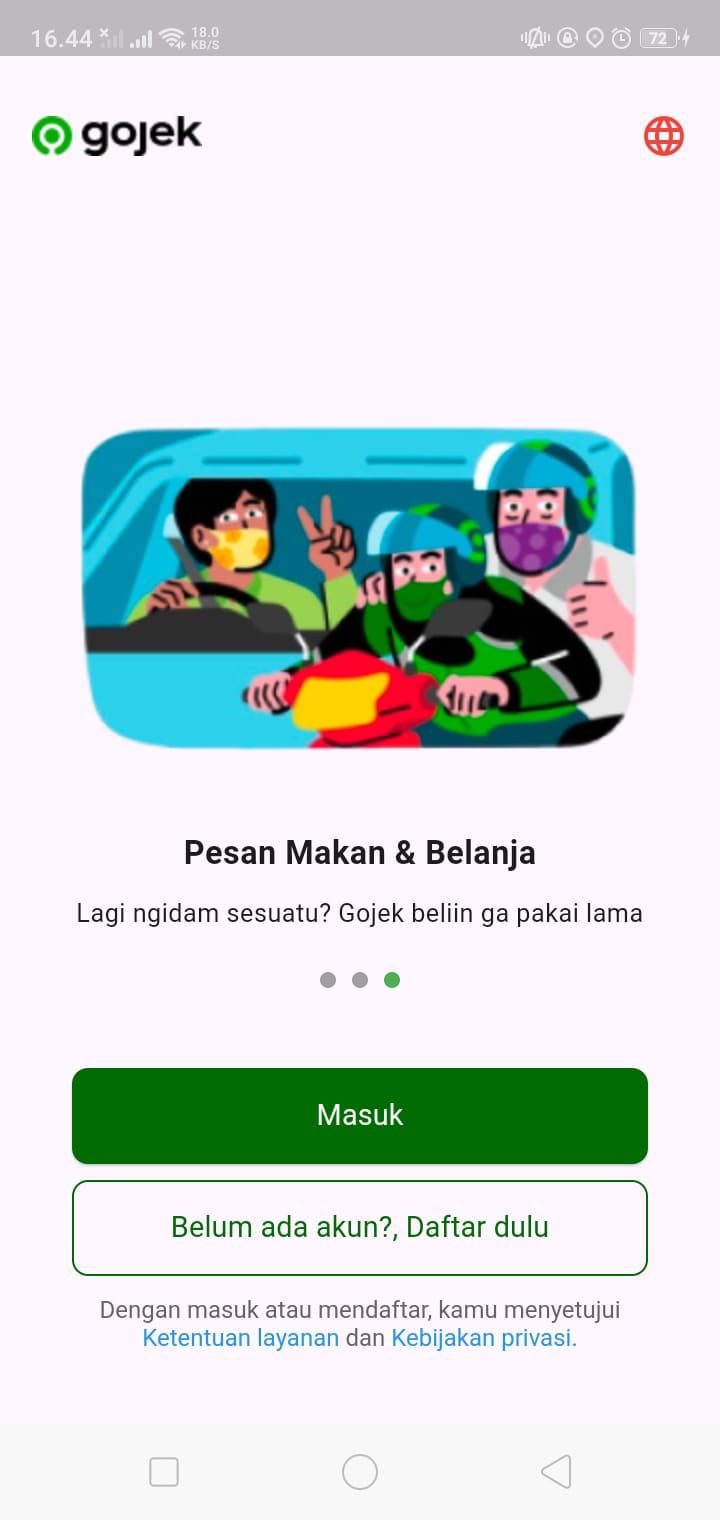 16.44
18.0
KB/S
72
gojek
Pesan Makan & Belanja
Lagi ngidam sesuatu? Gojek beliin ga pakai lama
Masuk
Belum ada akun?, Daftar dulu
Dengan masuk atau mendaftar, kamu menyetujui
Ketentuan layanan dan Kebijakan privasi.